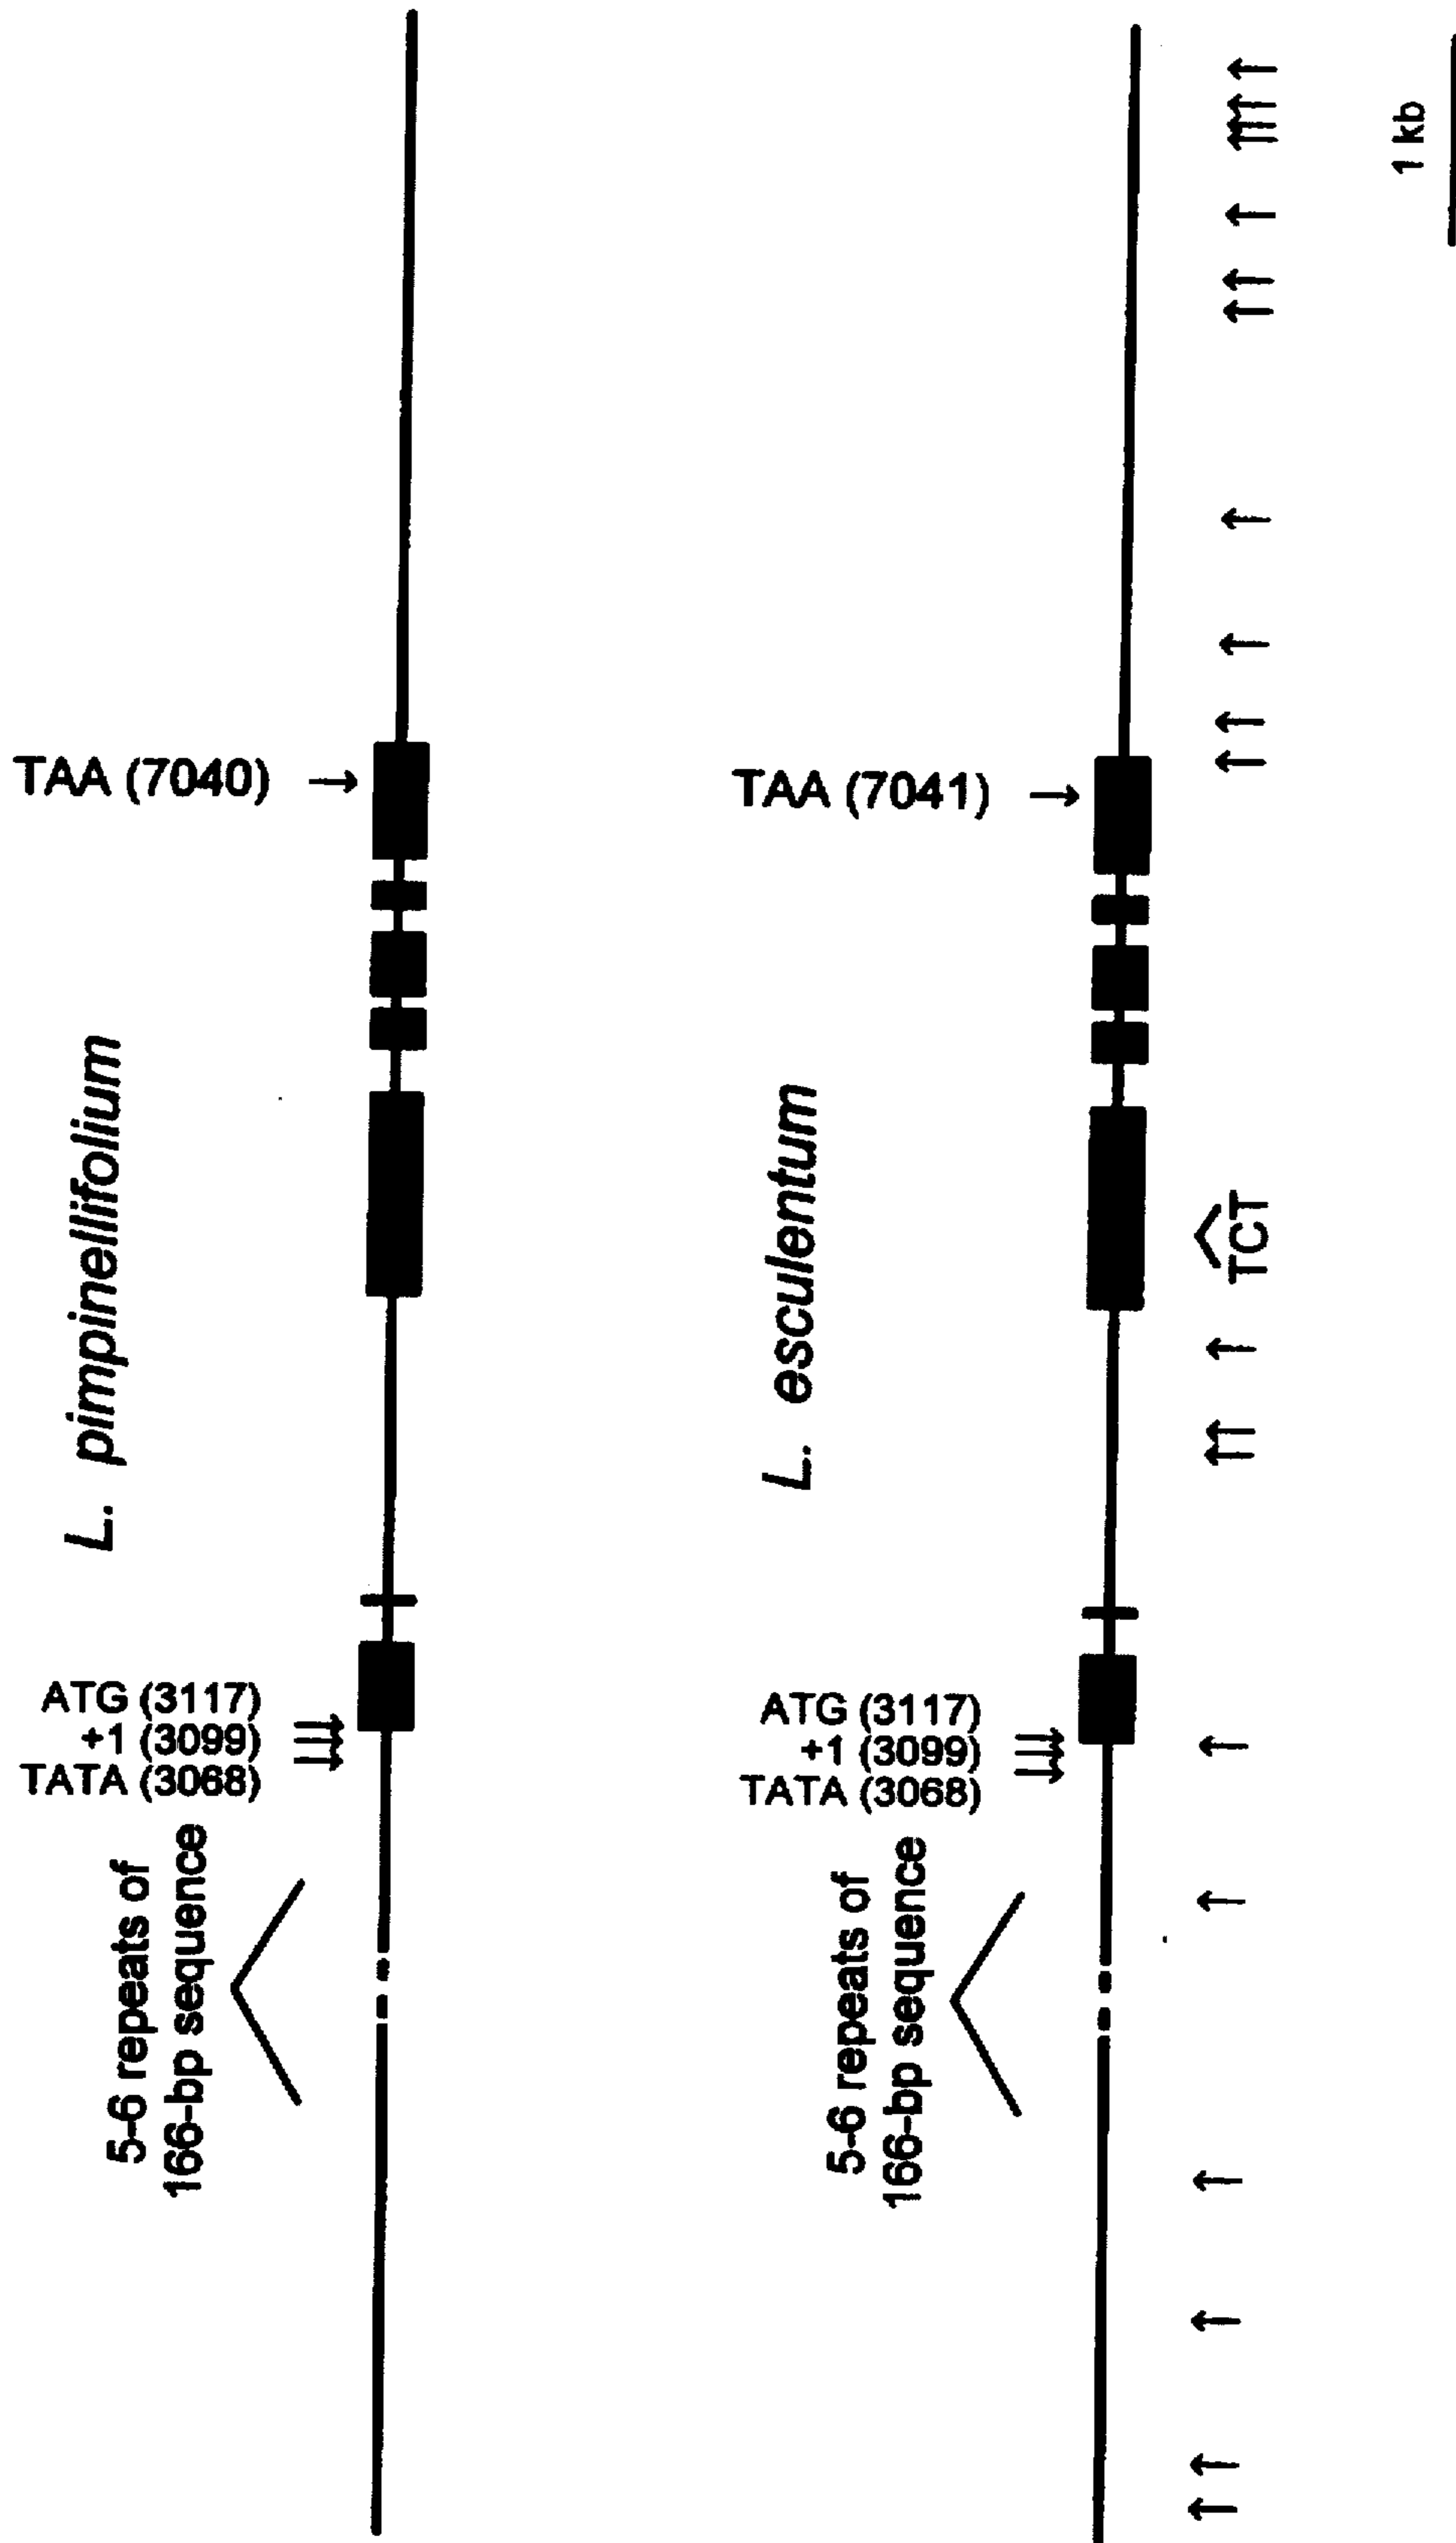 L. pimpinellifolium
5-6 repeats of
166-bp sequence
ATG (3117)
+1 (3099)
TATA (3068)
TAA (7040)
L. esculentum
5-6 repeats of
166-bp sequence
ATG (3117)
+1 (3099)
TATA (3068)
TAA (7041)
TCT
1 kb